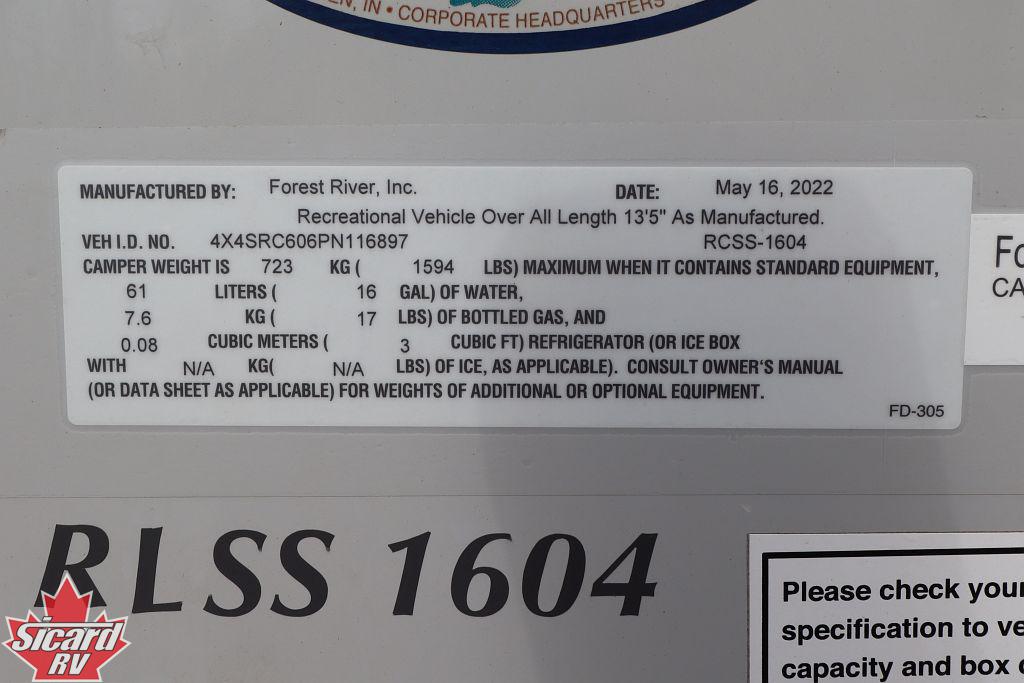 EN, IN • CORPORATE HEADQUARTERS
MANUFACTURED BY: Forest River, Inc. DATE: May 16, 2022
Recreational Vehicle Over All Length 13'5" As Manufactured.
VEH I.D. NO. 4X4SRC606PN116897 RCSS-1604
CAMPER WEIGHT IS 723 KG ( 1594 LBS) MAXIMUM WHEN IT CONTAINS STANDARD EQUIPMENT,
61 LITERS ( 16 GAL) OF WATER,
7.6 KG ( 17 LBS) OF BOTTLED GAS, AND
0.08 CUBIC METERS ( 3 CUBIC FT) REFRIGERATOR (OR ICE BOX
WITH N/A KG( N/A LBS) OF ICE, AS APPLICABLE). CONSULT OWNER'S MANUAL
(OR DATA SHEET AS APPLICABLE) FOR WEIGHTS OF ADDITIONAL OR OPTIONAL EQUIPMENT.
FD-305
Fo
CA
RLSS 1604
Please check your
specification to ve
capacity and box
Sicard
RV